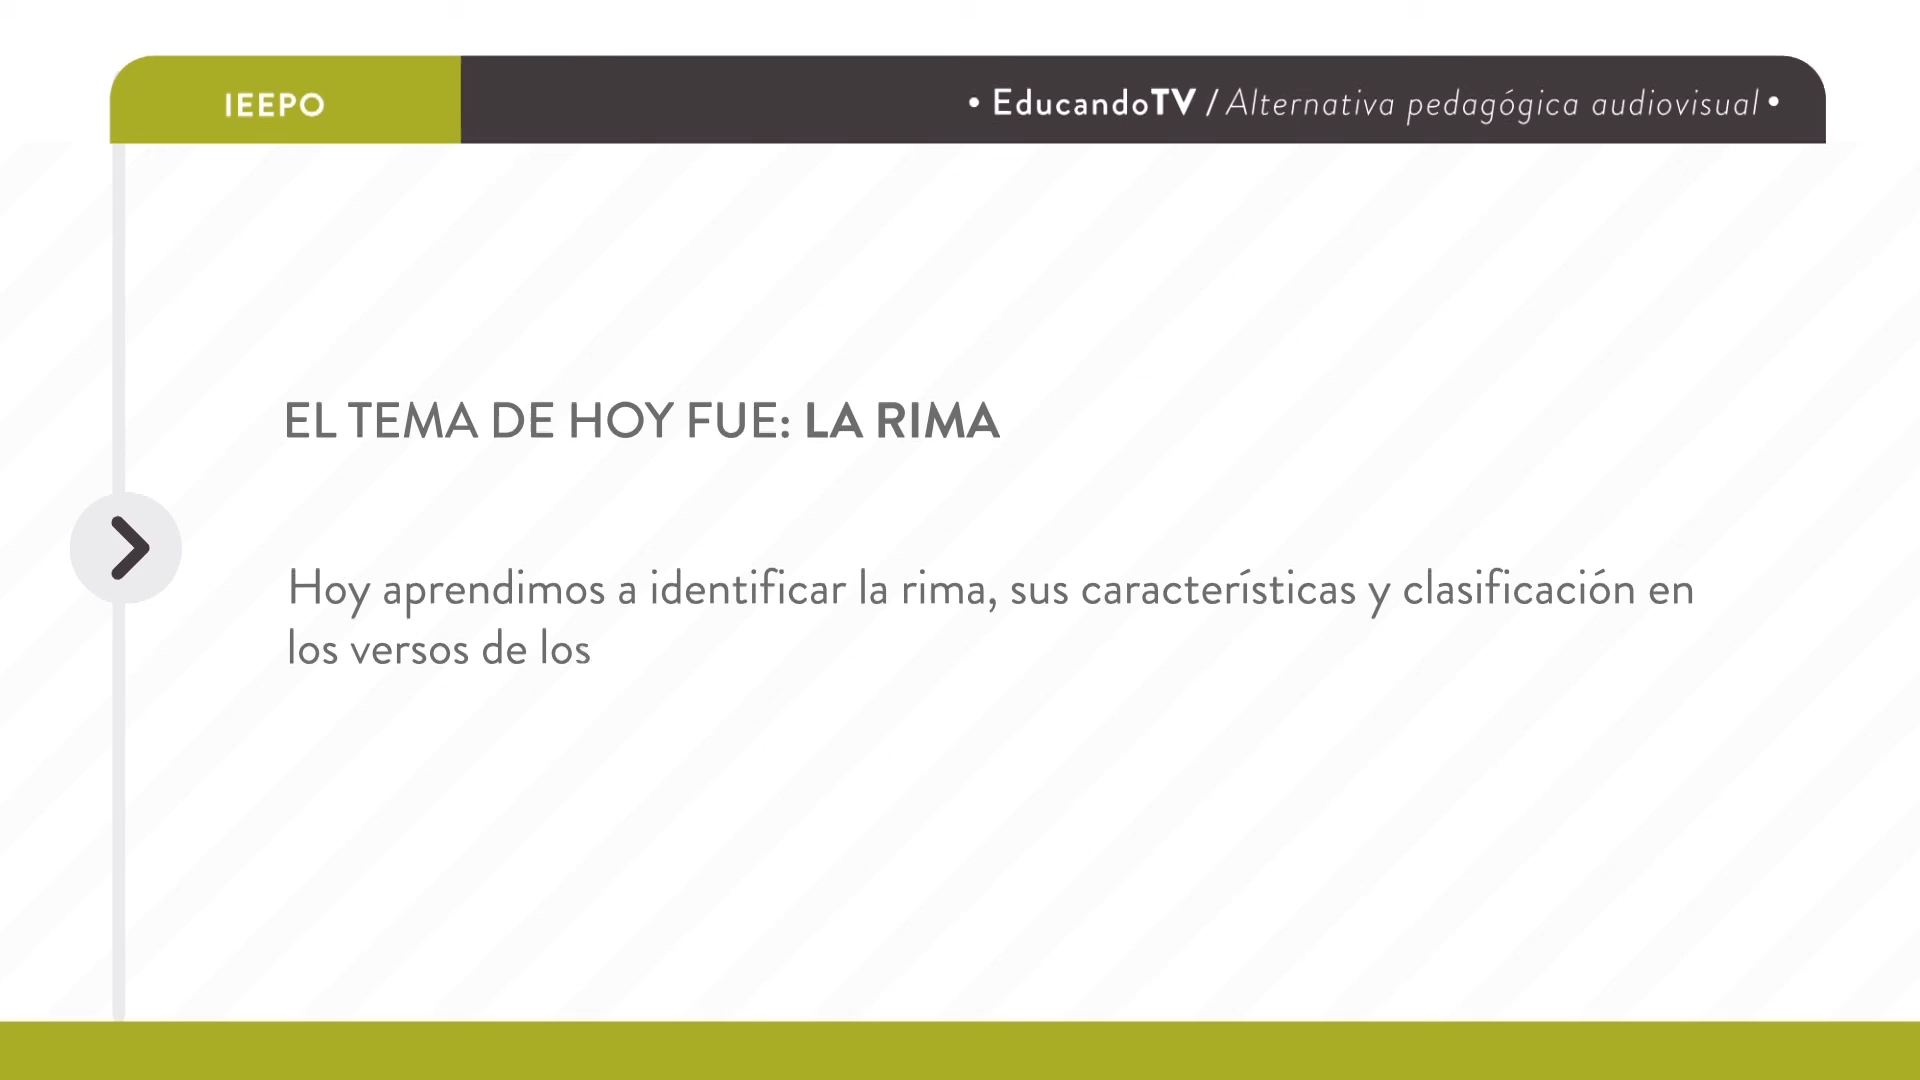 IEEPO
• EducandoTV / Alternativa pedagógica audiovisual •
EL TEMA DE HOY FUE: LA RIMA
Hoy aprendimos a identificar la rima, sus características y clasificación en
los versos de los